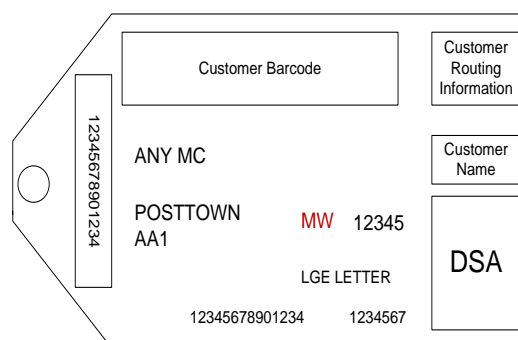 Customer Barcode
Customer
Routing
Information
12345678901234
ANY MC
Customer
Name
POSTTOWN
AA1
MW 12345
DSA
LGE LETTER
12345678901234 1234567